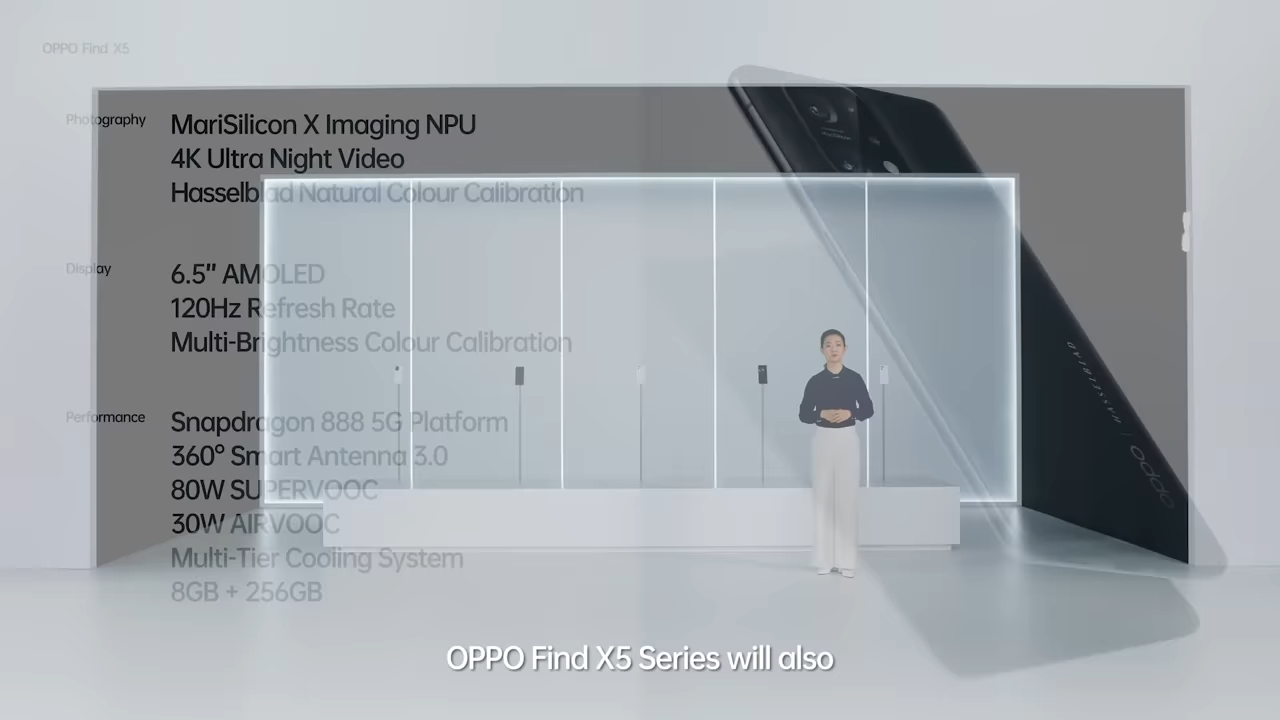 OPPO Find X5
Photography
MariSilicon X Imaging NPU
4K Ultra Night Video
Hasselblad Natural Colour Calibration
Display
6.5" AMOLED
120Hz Refresh Rate
Multi-Brightness Colour Calibration
Performance
Snapdragon 888 5G Platform
360° Smart Antenna 3.0
80W SUPERVOOC
30W AIRVOOC
Multi-Tier Cooling System
8GB + 256GB
HASSELBLAD | oppo
OPPO Find X5 Series will also